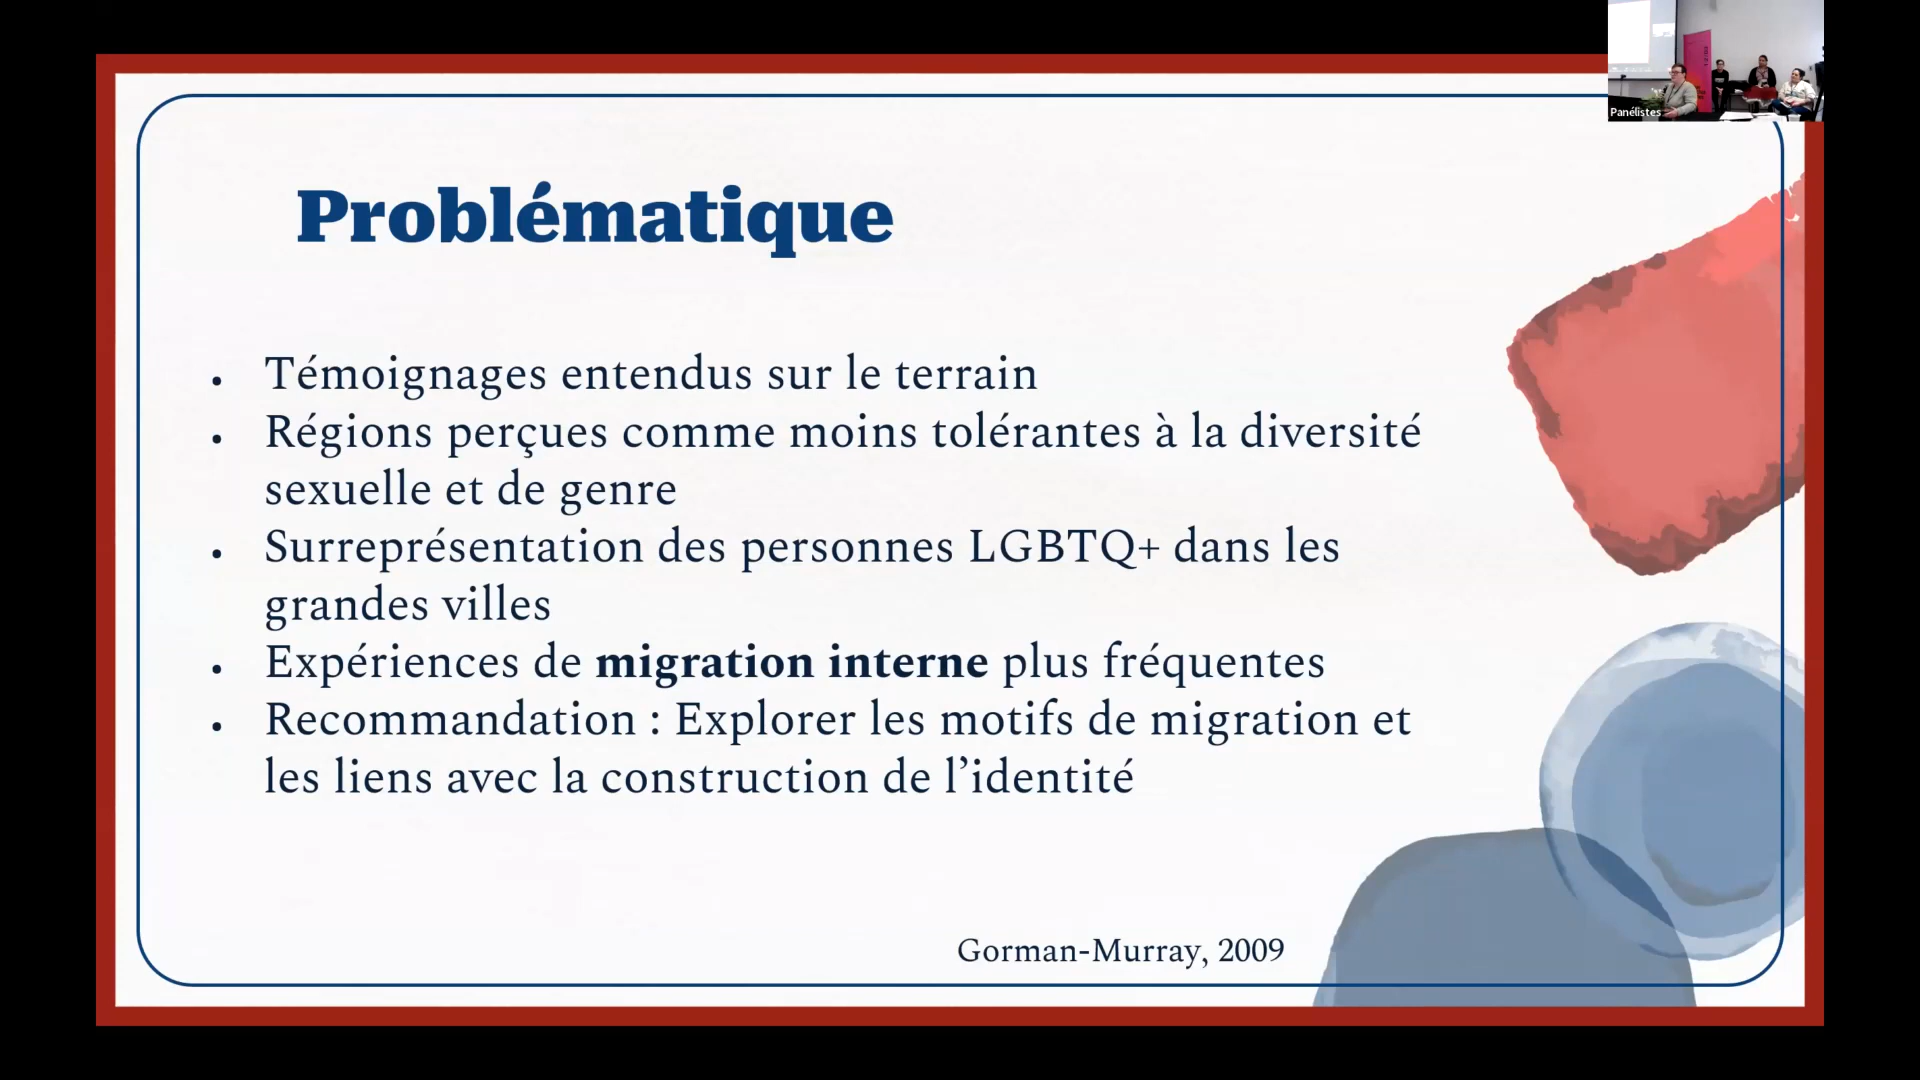 Panélistes
Problématique
• Témoignages entendus sur le terrain
• Régions perçues comme moins tolérantes à la diversité
sexuelle et de genre
• Surreprésentation des personnes LGBTQ+ dans les
grandes villes
• Expériences de migration interne plus fréquentes
• Recommandation : Explorer les motifs de migration et
les liens avec la construction de l’identité
Gorman-Murray, 2009